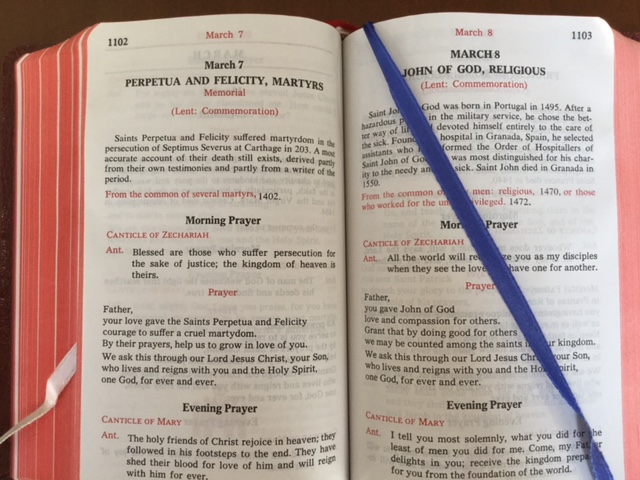 1102
March 7
March 7
PERPETUA AND FELICITY, MARTYRS
Memorial
(Lent: Commemoration)
Saints Perpetua and Felicity suffered martyrdom in the
persecution of Septimus Severus at Carthage in 203. A most
accurate account of their death still exists, derived partly
from their own testimonies and partly from a writer of the
period.
From the common of several martyrs, 1402.
Morning Prayer
CANTICLE OF ZECHARIAH
Ant. Blessed are those who suffer persecution for
the sake of justice; the kingdom of heaven is
theirs.
Prayer
Father,
your love gave the Saints Perpetua and Felicity
courage to suffer a cruel martyrdom.
By their prayers, help us to grow in love of you.
We ask this through our Lord Jesus Christ, your Son,
who lives and reigns with you and the Holy Spirit,
one God, for ever and ever.
Evening Prayer
CANTICLE OF MARY
Ant. The holy friends of Christ rejoice in heaven; they
followed in his footsteps to the end. They have
shed their blood for love of him and will reign
with him for ever.
March 8
1103
MARCH 8
JOHN OF GOD, RELIGIOUS
(Lent: Commemoration)
Saint God was born in Portugal in 1495. After a
hazardous in the military service, he chose the bet-
ter way of devoted himself entirely to the care of
the sick. hospital in Granada, Spain, he selected
assistants who formed the Order of Hospitallers of
Saint John of was most distinguished for his char-
ity to the needy sick. Saint John died in Granada in
1550.
From the common men: religious, 1470, or those
who worked for the 1472.
Prayer
CANTICLE OF ZECHARIAH
Ant. All the world will you as my disciples
when they see the have one for another.
Prayer
Father,
you gave John of God
love and compassion for others.
Grant that by doing good for others
we may be counted among the saints in kingdom.
We ask this through our Lord Jesus Christ, your Son,
who lives and reigns with you and the Holy Spirit,
one God, for ever and ever.
Evening Prayer
CANTICLE OF MARY
Ant. I tell you most solemnly, what you did for the
least of men you did for me. Come, my Father
delights in you; receive the kingdom
for you from the foundation of the world.